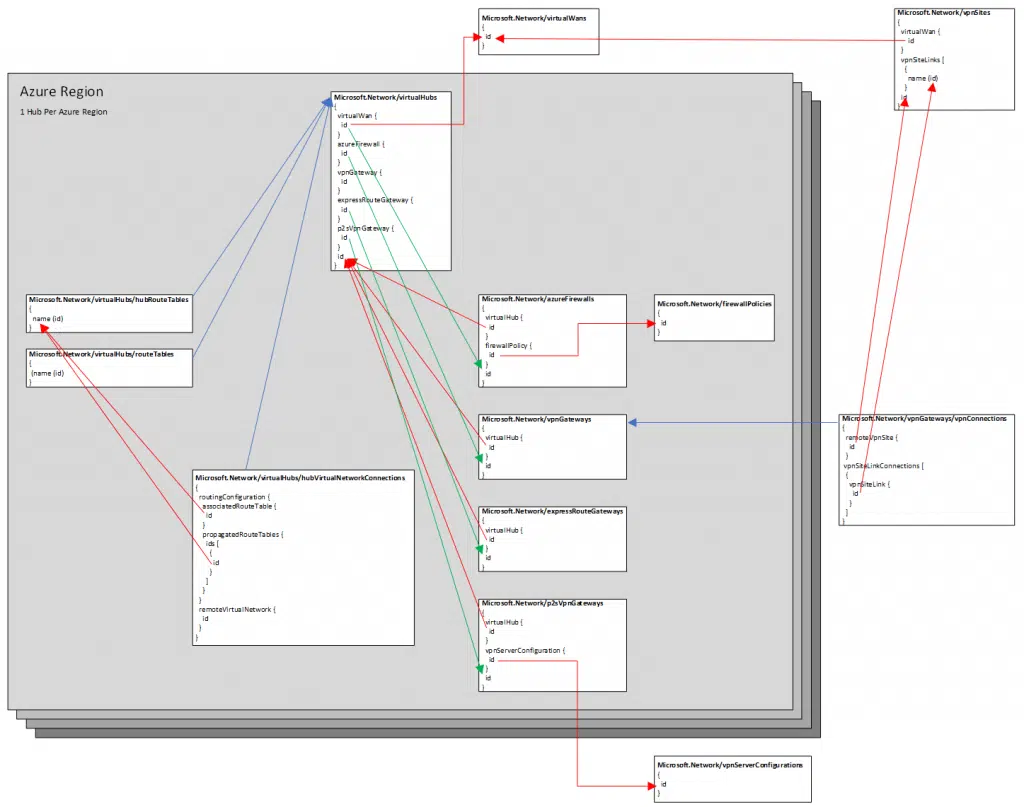 Microsoft.Network/virtualWans
{
id
}
Microsoft.Network/vpnSites
{
virtualWan {
id
}
vpnSiteLinks [
{
name (id)
}
id
}
Azure Region
1 Hub Per Azure Region
Microsoft.Network/virtualHubs
{
virtualWan {
id
}
azureFirewall {
id
}
vpnGateway {
id
}
expressRouteGateway {
id
}
p2sVpnGateway {
id
}
id
}
Microsoft.Network/virtualHubs/hubRouteTables
{
name (id)
}
Microsoft.Network/virtualHubs/routeTables
{
(name (id)
}
Microsoft.Network/azureFirewalls
{
virtualHub {
id
}
firewallPolicy {
id
}
id
}
Microsoft.Network/firewallPolicies
{
id
}
Microsoft.Network/vpnGateways
{
virtualHub {
id
}
id
}
Microsoft.Network/vpnGateways/vpnConnections
{
remoteVpnSite {
id
}
vpnSiteLinkConnections [
{
vpnSiteLink {
id
}
]
}
Microsoft.Network/virtualHubs/hubVirtualNetworkConnections
{
routingConfiguration {
associatedRouteTable {
id
}
propagatedRouteTables {
ids [
{
id
}
]
}
}
remoteVirtualNetwork {
id
}
}
Microsoft.Network/expressRouteGateways
{
virtualHub {
id
}
id
}
Microsoft.Network/p2sVpnGateways
{
virtualHub {
id
}
vpnServerConfiguration {
id
}
id
}
Microsoft.Network/vpnServerConfigurations
{
id
}